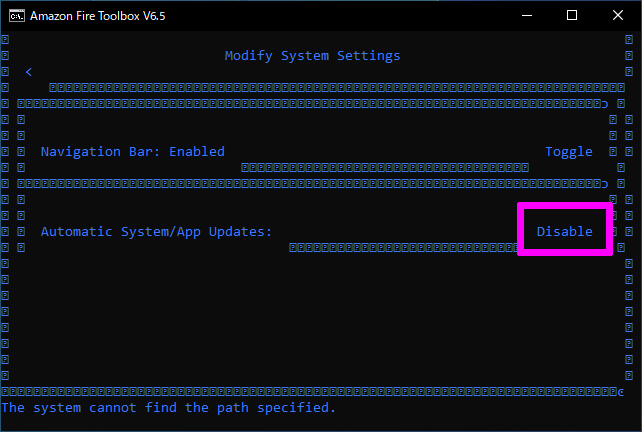 Amazon Fire Toolbox V6.5
Modify System Settings
<
Navigation Bar: Enabled Toggle
Automatic System/App Updates: Disable
The system cannot find the path specified.